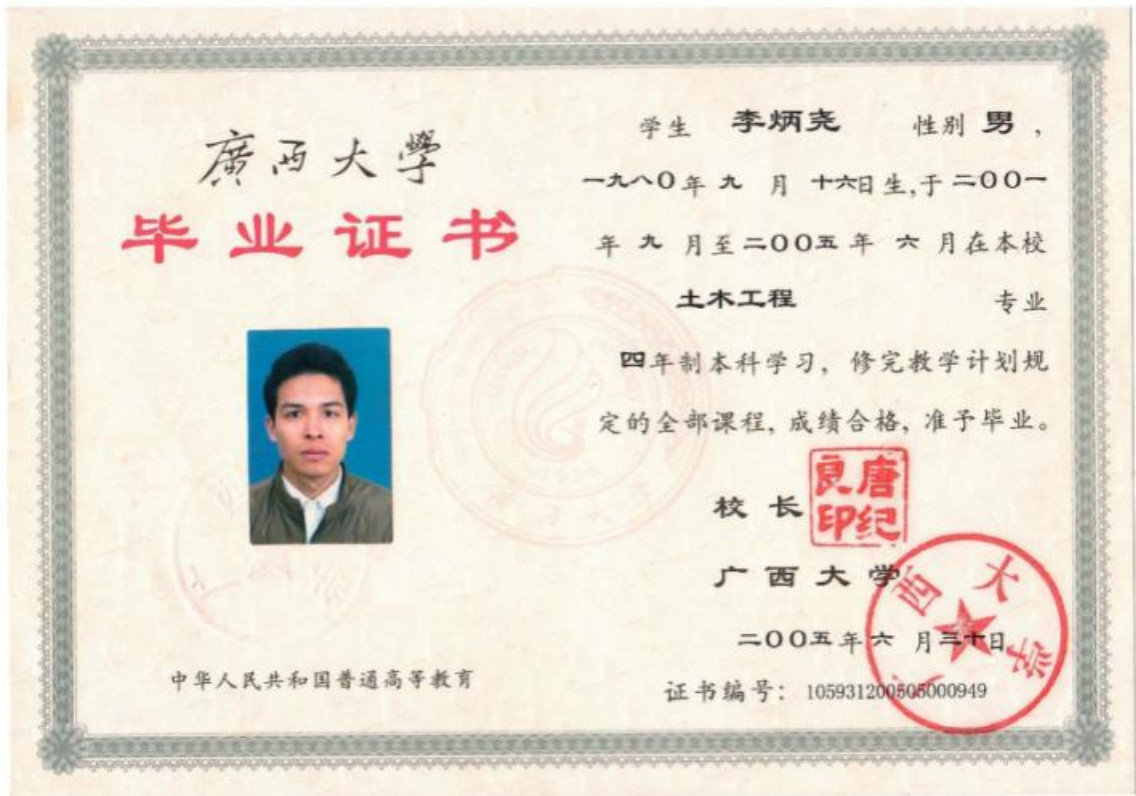 廣西大學
毕业证书
中华人民共和国普通高等教育
学生 李炳尧 性别 男,
一九八〇年 九 月 十六日生,于 二〇〇一
年 九 月至 二〇〇五 年 六 月在本校
土木工程 专业
四年制本科学习, 修完教学计划规
定的全部课程, 成绩合格, 准予毕业。
校 长
唐纪良印
广 西 大 学
二〇〇五 年 六 月 三十日
证书编号: 105931200505000949
广西大学